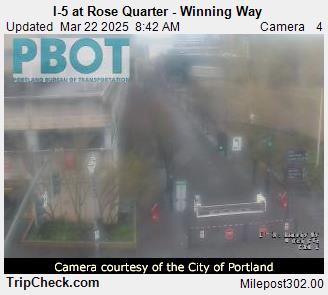 I-5 at Rose Quarter - Winning Way
Updated Mar 22 2025 8:42 AM Camera 4
PBOT
PORTLAND BUREAU OF TRANSPORTATION
Camera courtesy of the City of Portland
TripCheck.com Milepost302.00